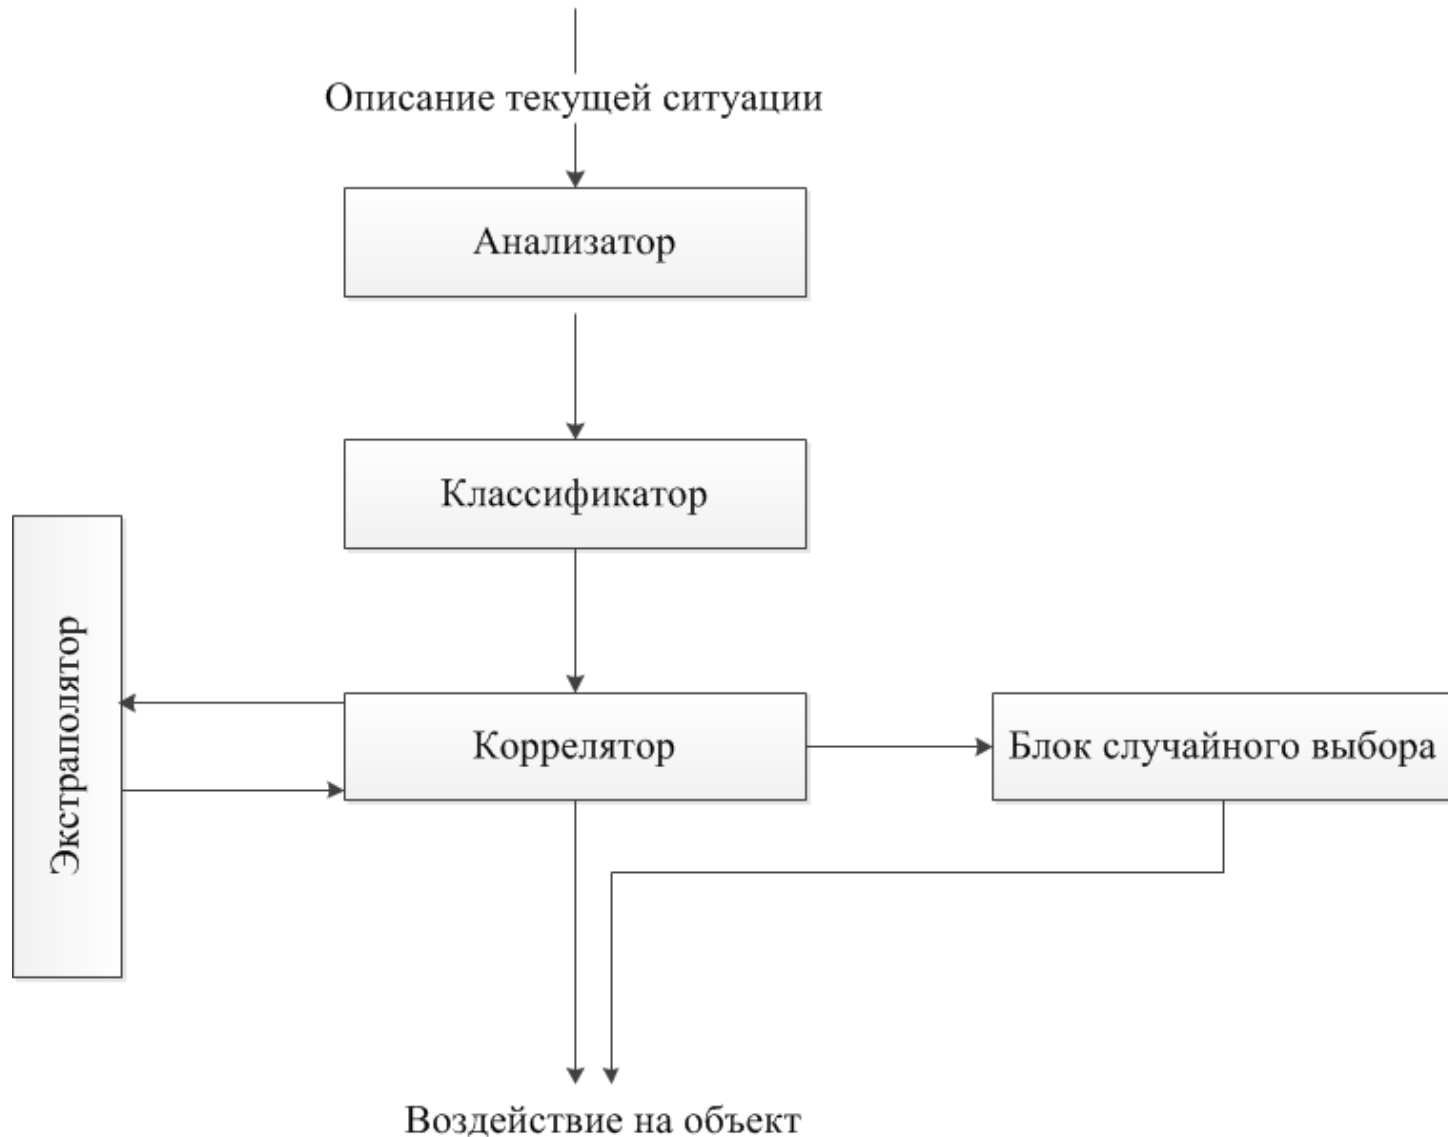 Описание текущей ситуации
Анализатор
Классификатор
Экстраполятор
Коррелятор
Блок случайного выбора
Воздействие на объект